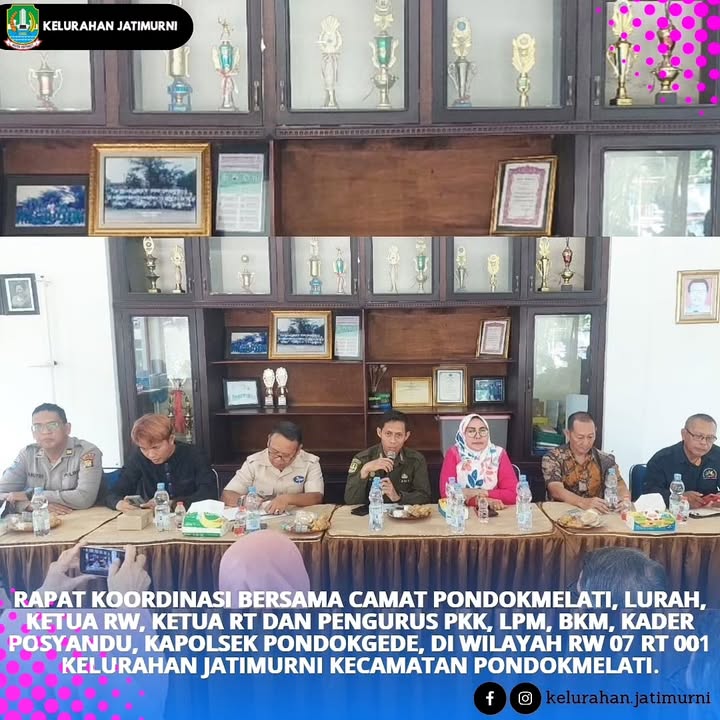 KELURAHAN JATIMURNI
RAPAT KOORDINASI BERSAMA CAMAT PONDOKMELATI, LURAH,
KETUA RW, KETUA RT DAN PENGURUS PKK, LPM, BKM, KADER
POSYANDU, KAPOLSEK PONDOKGEDE, DI WILAYAH RW 07 RT 001
KELURAHAN JATIMURNI KECAMATAN PONDOKMELATI.
kelurahan.jatimurni